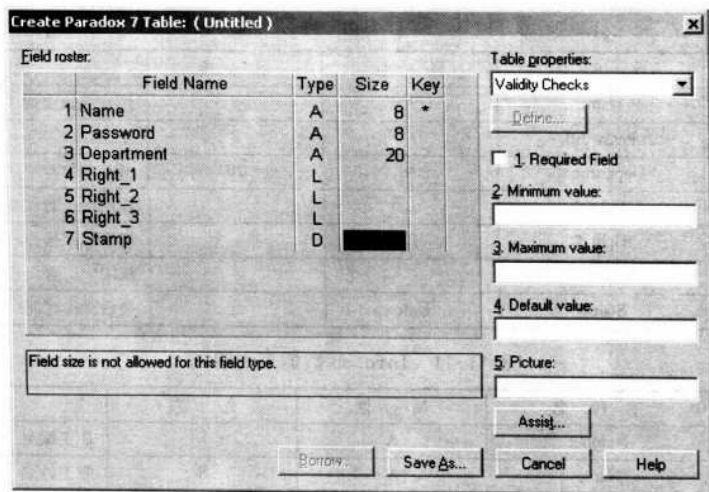 Create Paradox 7 Table: ( Untitled )
Field roster:
Field Name Type Size Key
1 Name A 8 *
2 Password A 8
3 Department A 20
4 Right_1 L
5 Right_2 L
6 Right_3 L
7 Stamp D
Field size is not allowed for this field type.
Table properties:
Validity Checks
Define...
1. Required Field
2. Minimum value:
3. Maximum value:
4. Default value:
5. Picture:
Assist...
Borrow... Save As... Cancel Help